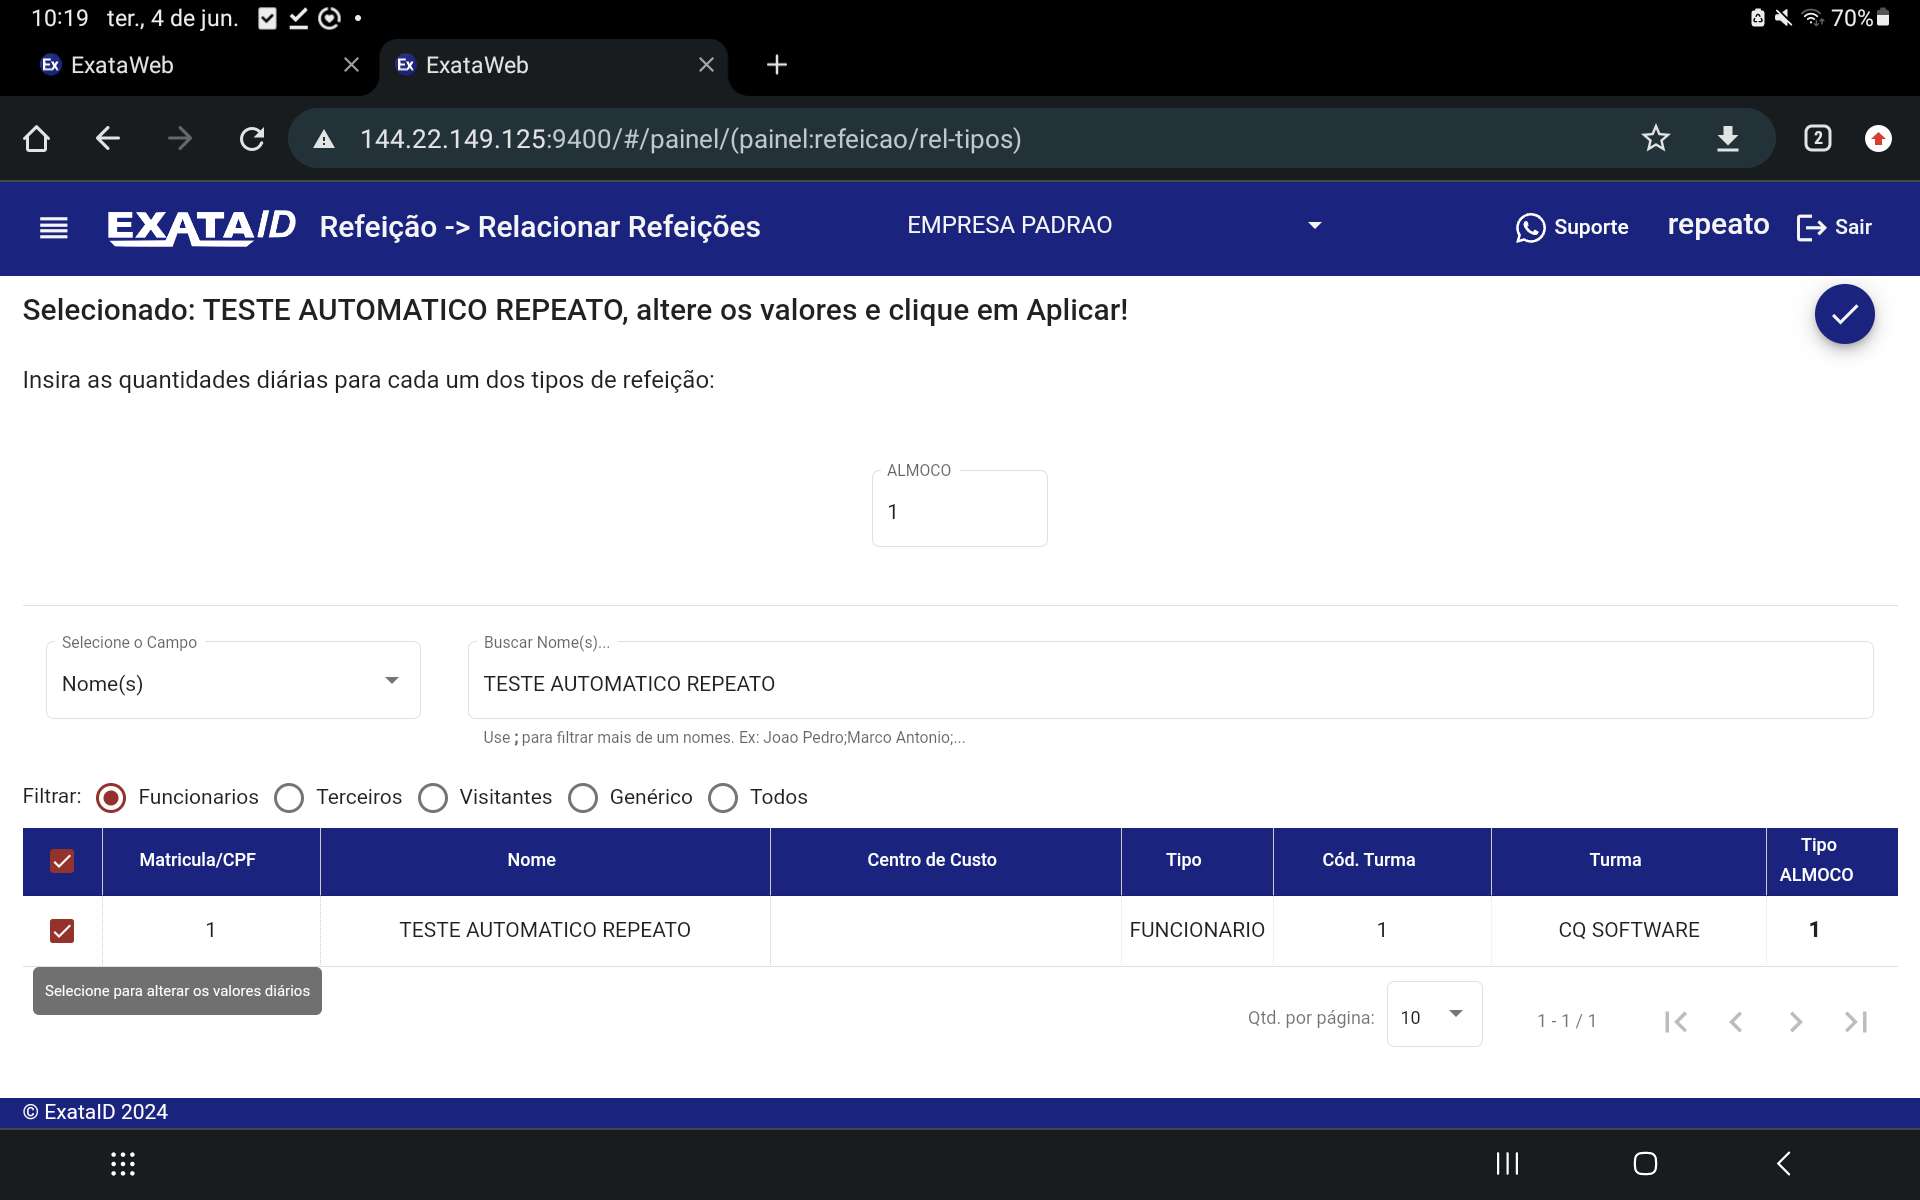 10:19 ter., 4 de jun. 70%
Ex ExataWeb Ex ExataWeb
144.22.149.125:9400/#/painel/(painel:refeicao/rel-tipos) 2
EXATAID Refeição -> Relacionar Refeições EMPRESA PADRAO Suporte repeato Sair
Selecionado: TESTE AUTOMATICO REPEATO, altere os valores e clique em Aplicar!
Insira as quantidades diárias para cada um dos tipos de refeição:
ALMOCO
1
Selecione o Campo Buscar Nome(s)...
Nome(s) TESTE AUTOMATICO REPEATO
Use ; para filtrar mais de um nomes. Ex: Joao Pedro;Marco Antonio;...
Filtrar: Funcionarios Terceiros Visitantes Genérico Todos
Matricula/CPF Nome Centro de Custo Tipo Cód. Turma Turma Tipo ALMOCO
1 TESTE AUTOMATICO REPEATO FUNCIONARIO 1 CQ SOFTWARE 1
Selecione para alterar os valores diários
Qtd. por página: 10 1 - 1 / 1
© ExataID 2024